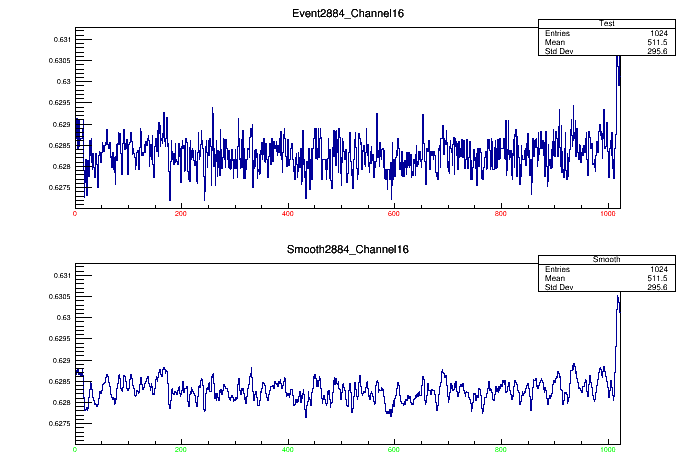 Event2884_Channel16
Test
Entries 1024
Mean 511.5
Std Dev 295.6
0.631
0.6305
0.63
0.6295
0.629
0.6285
0.628
0.6275
0 200 400 600 800 1000
Smooth2884_Channel16
Smooth
Entries 1024
Mean 511.5
Std Dev 295.6
0.631
0.6305
0.63
0.6295
0.629
0.6285
0.628
0.6275
0 200 400 600 800 1000